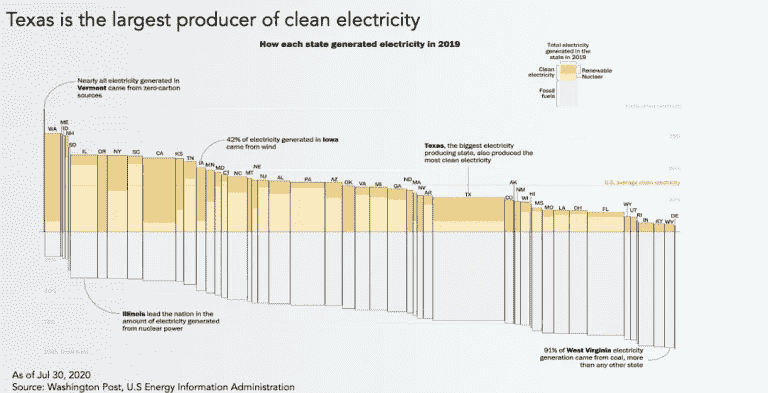 Texas is the largest producer of clean electricity
How each state generated electricity in 2019
Total electricity
generated in the
state in 2019
Clean
electricity
Renewable
Nuclear
Fossil
fuels
Nearly all electricity generated in
Vermont came from zero-carbon
sources
42% of electricity generated in Iowa
came from wind
Texas, the biggest electricity
producing state, also produced the
most clean electricity
U.S. average clean electricity
WA
ME
ID
NH
SD
IL
OR
NY
SC
CA
KS
TN
IA
MN
MD
CT
NC
MT
NE
NJ
AL
PA
AZ
OK
VA
MI
GA
ND
MA
NV
AR
TX
CO
AK
NM
WI
HI
MS
MO
LA
OH
FL
WY
UT
RI
IN
KY
WV
DE
Illinois lead the nation in the
amount of electricity generated
from nuclear power
91% of West Virginia electricity
generation came from coal, more
than any other state
As of Jul 30, 2020
Source: Washington Post, U.S Energy Information Administration